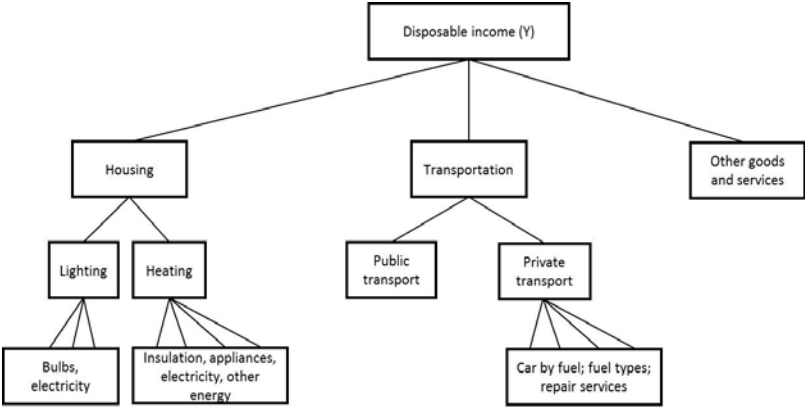 Disposable income (Y)
Housing
Transportation
Other goods
and services
Lighting
Heating
Public
transport
Private
transport
Bulbs,
electricity
Insulation, appliances,
electricity, other
energy
Car by fuel; fuel types;
repair services